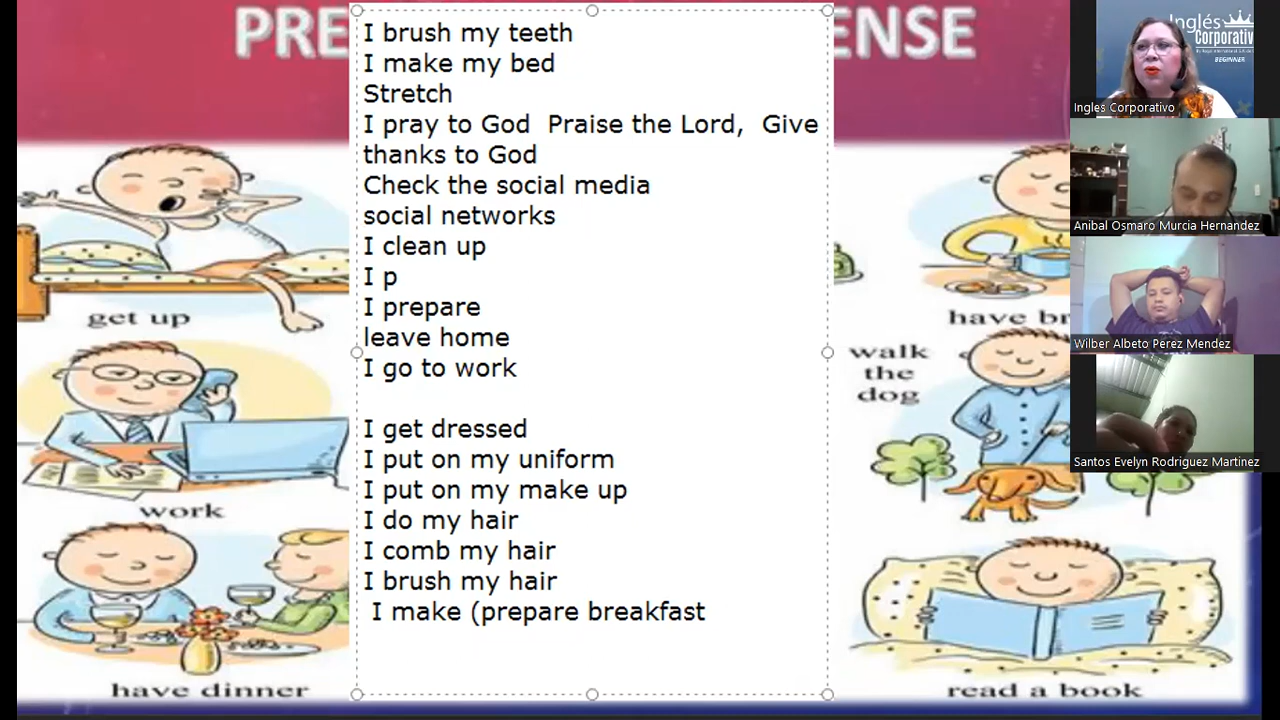 PRE
ENSE
I brush my teeth
I make my bed
Stretch
I pray to God  Praise the Lord,  Give
thanks to God
Check the social media
social networks
I clean up
I p
I prepare
leave home
I go to work
I get dressed
I put on my uniform
I put on my make up
I do my hair
I comb my hair
I brush my hair
I make (prepare breakfast
get up
work
have dinner
have br
walk
the
dog
read a book
Inglés
Corporativo
BEGINNER
Ingles Corporativo
Anibal Osmaro Murcia Hernandez
Wilber Albeto Perez Mendez
Santos Evelyn Rodriguez Martinez